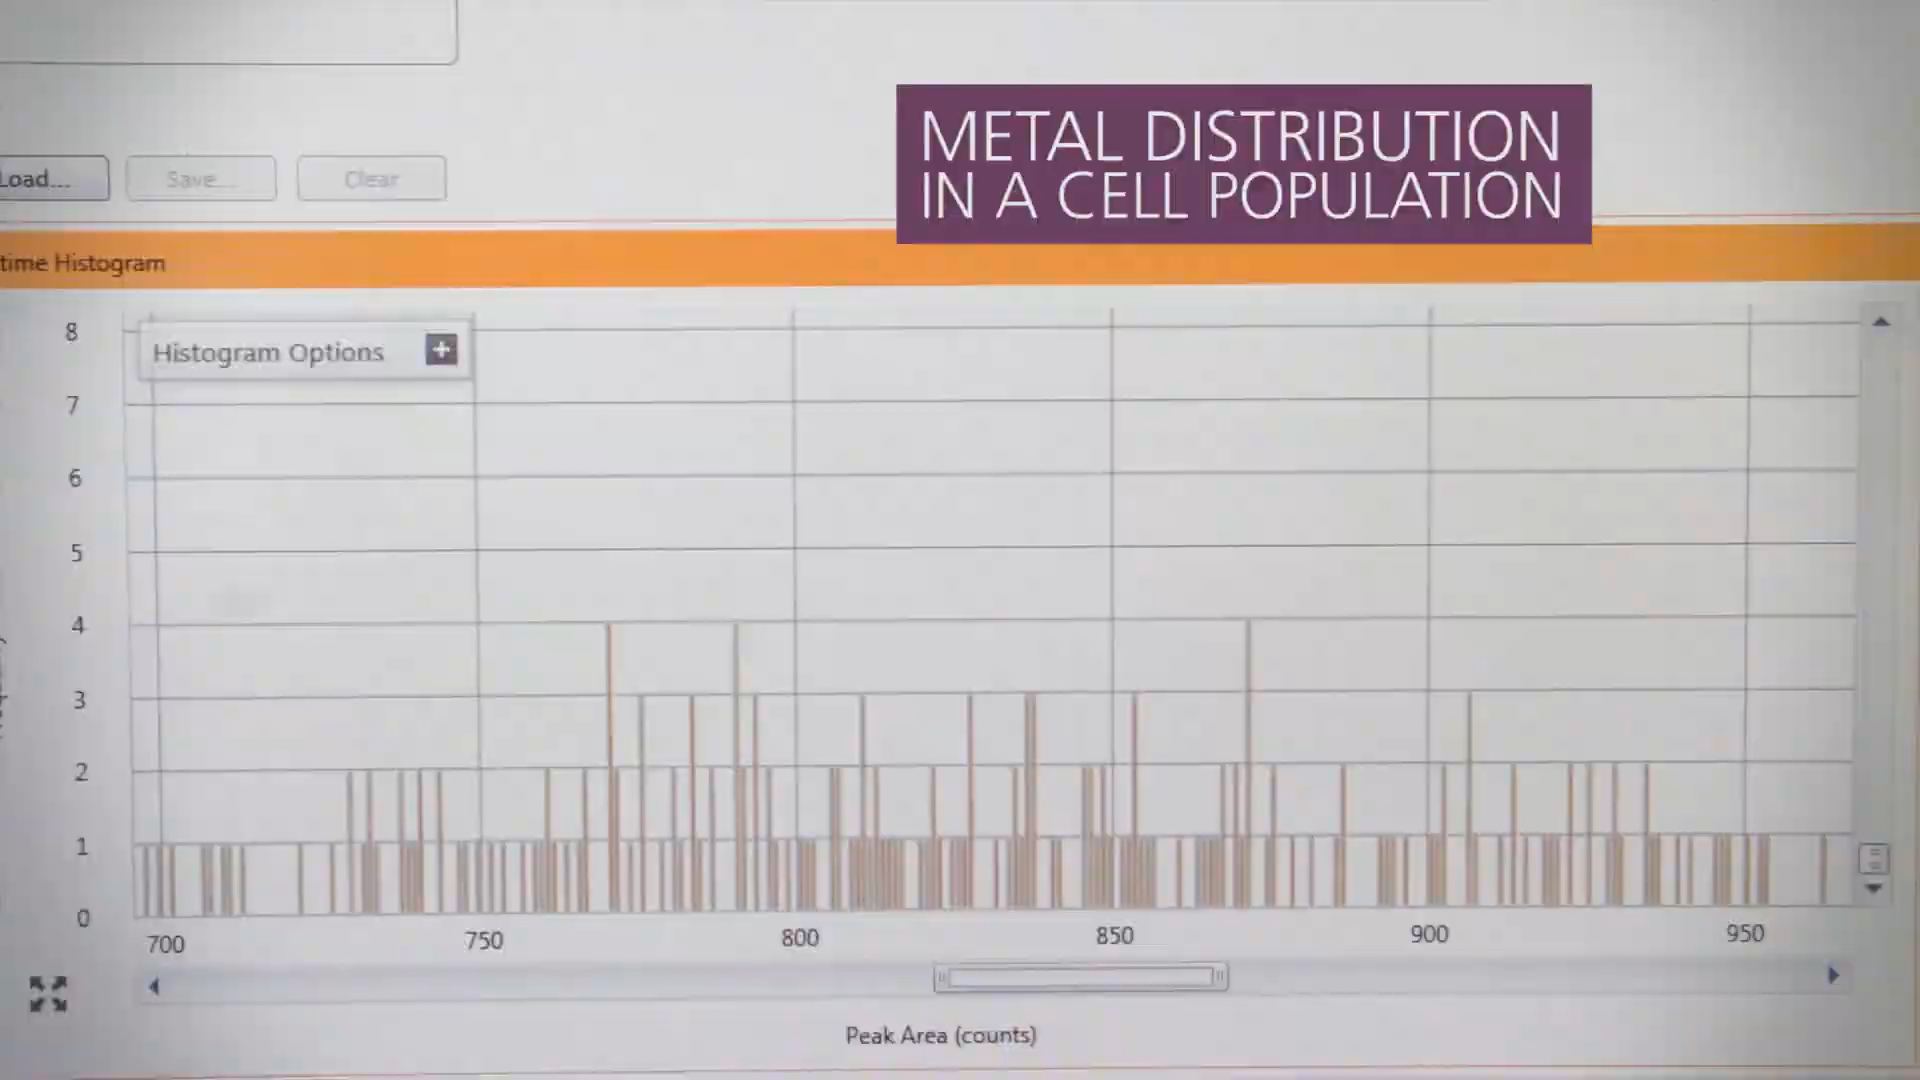 METAL DISTRIBUTION
IN A CELL POPULATION
Load...
Save...
Clear
time Histogram
Histogram Options
8
7
6
5
4
3
2
1
0
700 750 800 850 900 950
Peak Area (counts)